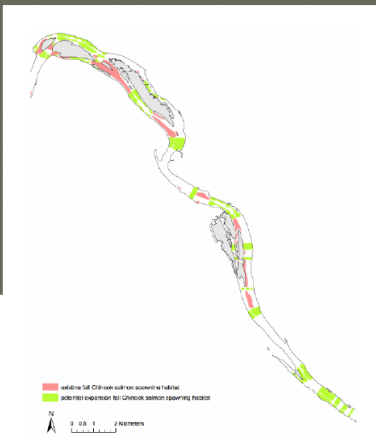 existing fall Chinook salmon spawning habitat
potential expansion fall Chinook salmon spawning habitat
N
0 0.5 1 2 Kilometers